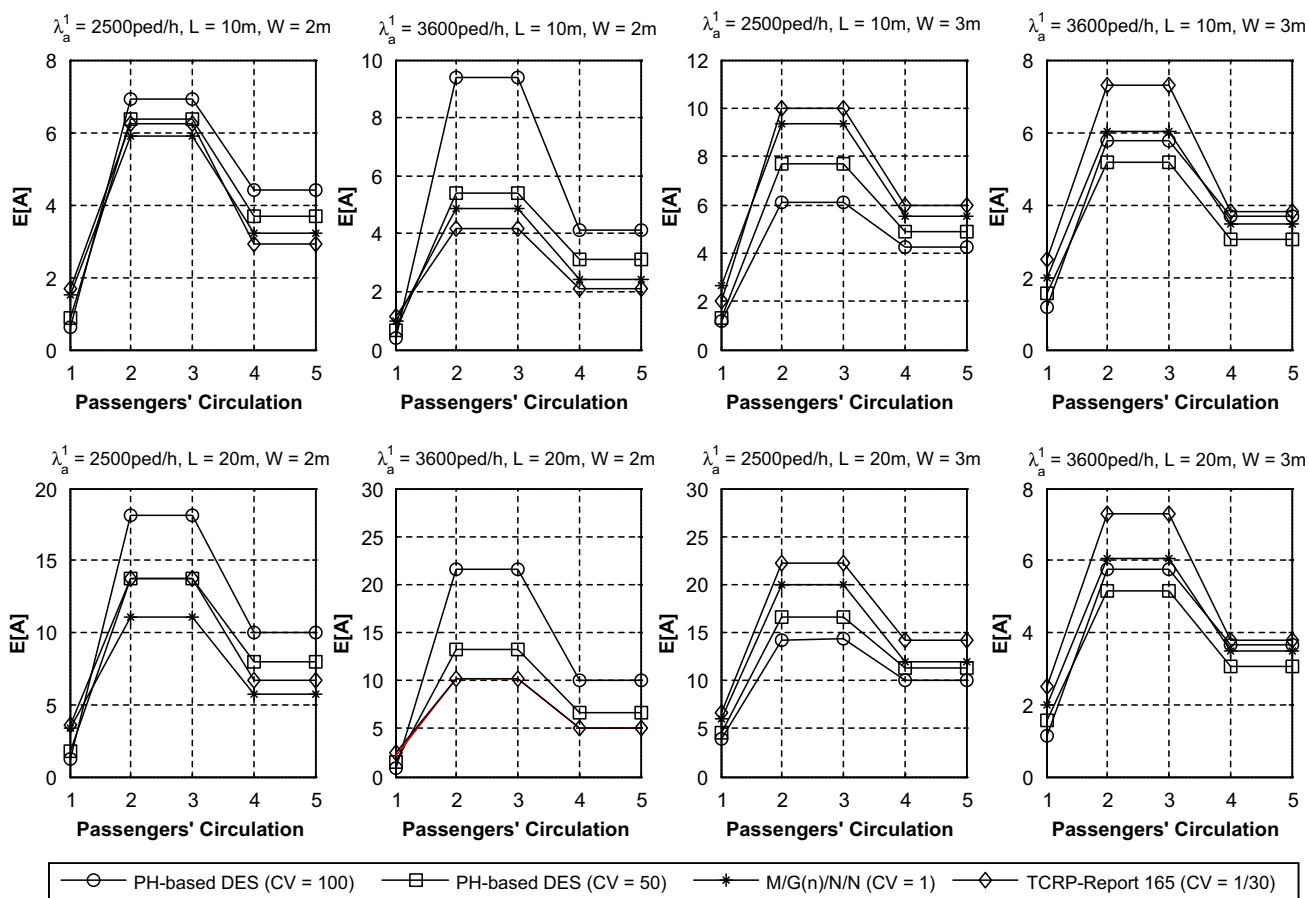 λ_a^1 = 2500ped/h, L = 10m, W = 2m
8
6
4
2
0
E[A]
1 2 3 4 5
Passengers' Circulation
λ_a^1 = 3600ped/h, L = 10m, W = 2m
10
8
6
4
2
0
E[A]
1 2 3 4 5
Passengers' Circulation
λ_a^1 = 2500ped/h, L = 10m, W = 3m
12
10
8
6
4
2
0
E[A]
1 2 3 4 5
Passengers' Circulation
λ_a^1 = 3600ped/h, L = 10m, W = 3m
8
6
4
2
0
E[A]
1 2 3 4 5
Passengers' Circulation
λ_a^1 = 2500ped/h, L = 20m, W = 2m
20
15
10
5
0
E[A]
1 2 3 4 5
Passengers' Circulation
λ_a^1 = 3600ped/h, L = 20m, W = 2m
30
25
20
15
10
5
0
E[A]
1 2 3 4 5
Passengers' Circulation
λ_a^1 = 2500ped/h, L = 20m, W = 3m
30
25
20
15
10
5
0
E[A]
1 2 3 4 5
Passengers' Circulation
λ_a^1 = 3600ped/h, L = 20m, W = 3m
8
6
4
2
0
E[A]
1 2 3 4 5
Passengers' Circulation
PH-based DES (CV = 100) PH-based DES (CV = 50) M/G(n)/N/N (CV = 1) TCRP-Report 165 (CV = 1/30)